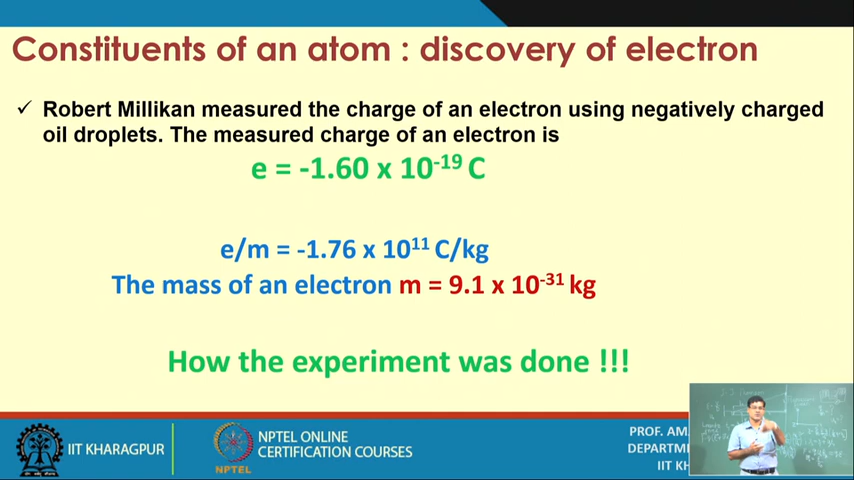 Constituents of an atom : discovery of electron
✓ Robert Millikan measured the charge of an electron using negatively charged
oil droplets. The measured charge of an electron is
e = -1.60 x 10⁻¹⁹ C
e/m = -1.76 x 10¹¹ C/kg
The mass of an electron m = 9.1 x 10⁻³¹ kg
How the experiment was done !!!
IIT KHARAGPUR
NPTEL
NPTEL ONLINE
CERTIFICATION COURSES
PROF. AMA
DEPARTME
IIT KH